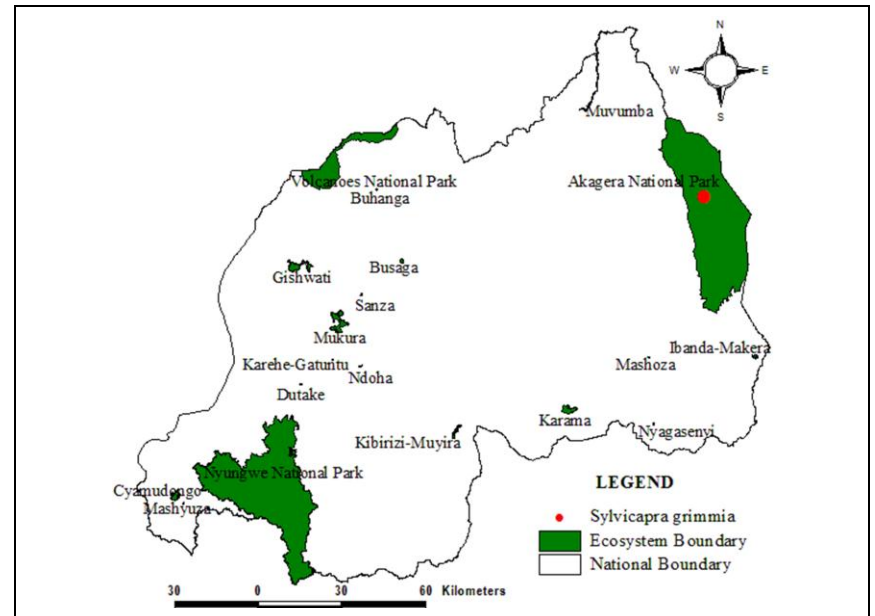 N
W E
S
Muvumba
Volcanoes National Park
Akagera National Park
Buhanga
Gishwati
Busaga
Sanza
Mukura
Ibanda-Makera
Karehe-Gaturitu
Mashoza
Ndoha
Dutake
Karama
Nyagasenyi
Kibirizi-Muyira
Nyungwe National Park
Cyamudongo
Mashyuza
LEGEND
Sylvicapra grimmia
Ecosystem Boundary
National Boundary
30 0 30 60 Kilometers